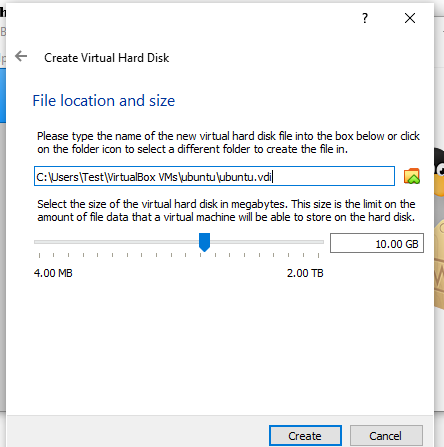 ?
Create Virtual Hard Disk
File location and size
Please type the name of the new virtual hard disk file into the box below or click
on the folder icon to select a different folder to create the file in.
C:\Users\Test\VirtualBox VMs\ubuntu\ubuntu.vdi
Select the size of the virtual hard disk in megabytes. This size is the limit on the
amount of file data that a virtual machine will be able to store on the hard disk.
10.00 GB
4.00 MB 2.00 TB
Create Cancel